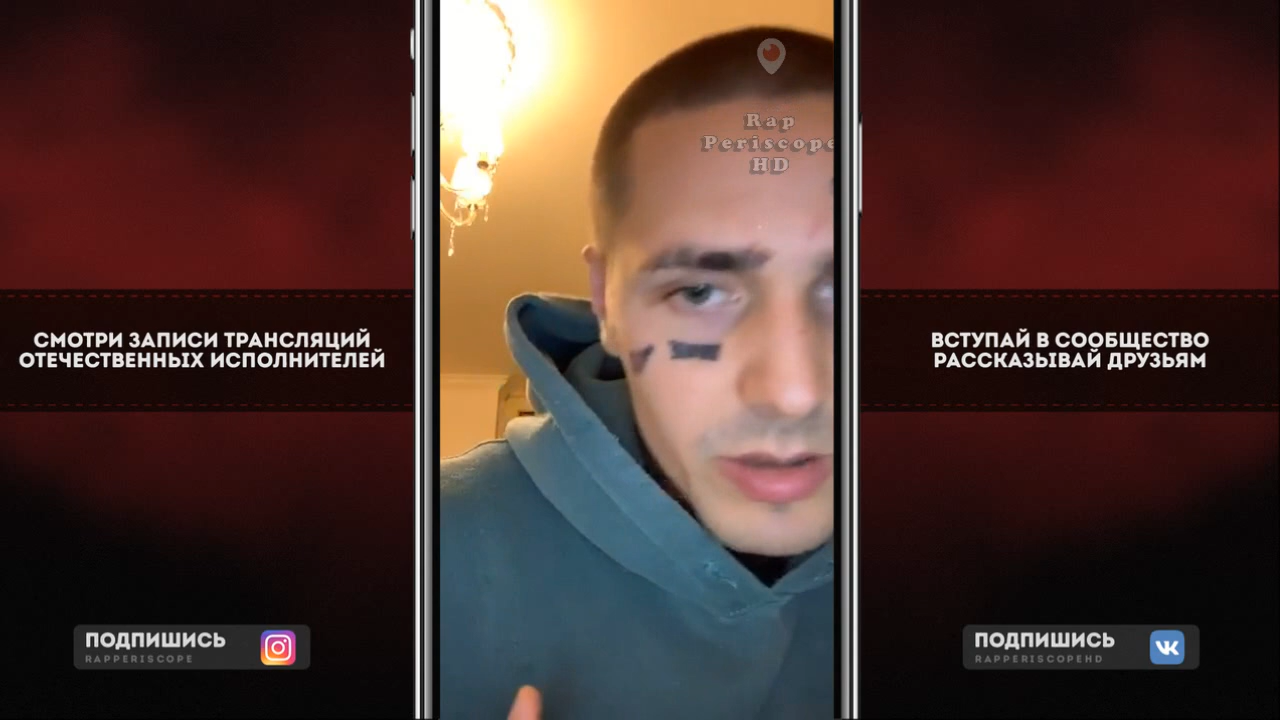 Rap
Periscope
HD
СМОТРИ ЗАПИСИ ТРАНСЛЯЦИЙ
ОТЕЧЕСТВЕННЫХ ИСПОЛНИТЕЛЕЙ
ВСТУПАЙ В СООБЩЕСТВО
РАССКАЗЫВАЙ ДРУЗЬЯМ
ПОДПИШИСЬ
RAPPERISCOPE
ПОДПИШИСЬ
RAPPERISCOPEHD